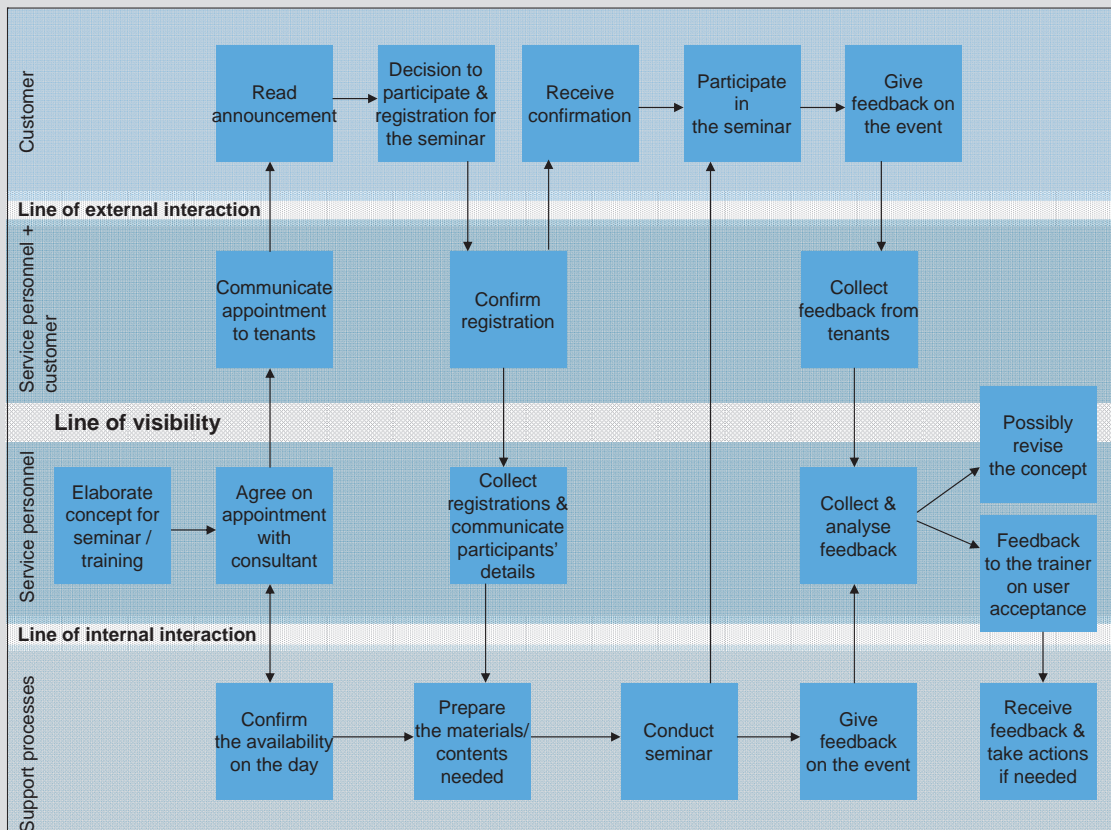 Customer
Read
announcement
Decision to
participate &
registration for
the seminar
Receive
confirmation
Participate
in
the seminar
Give
feedback on
the event
Line of external interaction
Service personnel +
customer
Communicate
appointment
to tenants
Confirm
registration
Collect
feedback from
tenants
Line of visibility
Service personnel
Elaborate
concept for
seminar /
training
Agree on
appointment
with
consultant
Collect
registrations &
communicate
participants’
details
Collect &
analyse
feedback
Possibly
revise
the concept
Feedback
to the trainer
on user
acceptance
Line of internal interaction
Support processes
Confirm
the availability
on the day
Prepare
the materials/
contents
needed
Conduct
seminar
Give
feedback
on the event
Receive
feedback &
take actions
if needed